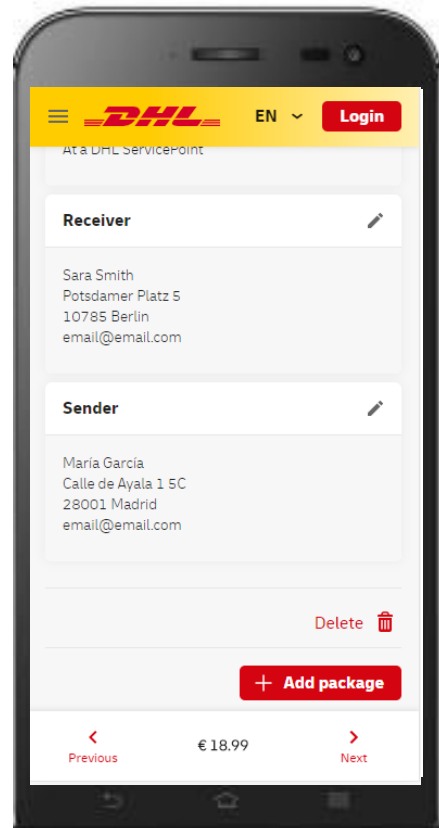 DHL
EN
Login
At a DHL ServicePoint
Receiver
Sara Smith
Potsdamer Platz 5
10785 Berlin
email@email.com
Sender
María García
Calle de Ayala 1 5C
28001 Madrid
email@email.com
Delete
+ Add package
Previous
€ 18.99
Next